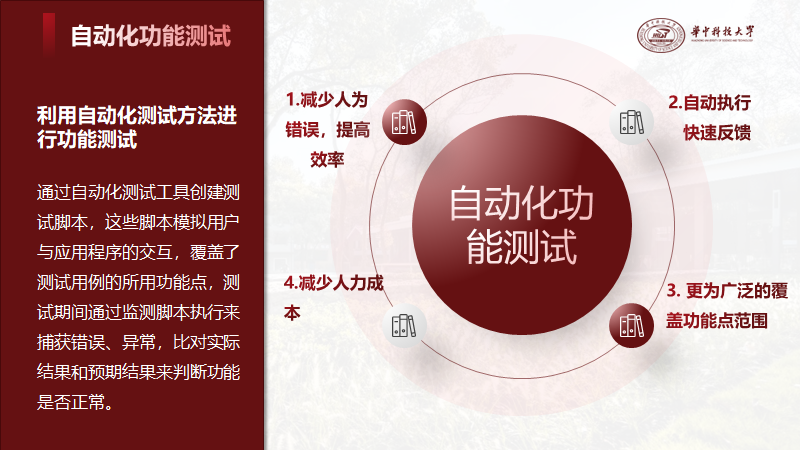 自动化功能测试
華中科技大学
利用自动化测试方法进
行功能测试
通过自动化测试工具创建测
试脚本，这些脚本模拟用户
与应用程序的交互，覆盖了
测试用例的所用功能点，测
试期间通过监测脚本执行来
捕获错误、异常，比对实际
结果和预期结果来判断功能
是否正常。
1.减少人为
错误，提高
效率
2.自动执行
快速反馈
自动化功
能测试
4.减少人力成
本
3. 更为广泛的覆
盖功能点范围